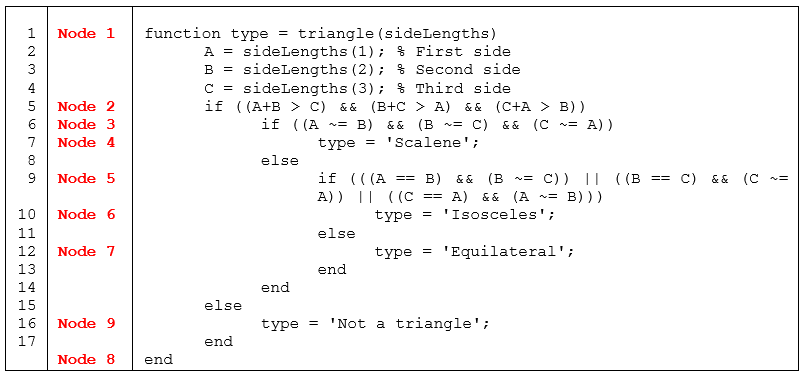 1 Node 1 function type = triangle(sideLengths)
2 A = sideLengths(1); % First side
3 B = sideLengths(2); % Second side
4 C = sideLengths(3); % Third side
5 Node 2 if ((A+B > C) && (B+C > A) && (C+A > B))
6 Node 3 if ((A ~= B) && (B ~= C) && (C ~= A))
7 Node 4 type = 'Scalene';
8 else
9 Node 5 if (((A == B) && (B ~= C)) || ((B == C) && (C ~=
A)) || ((C == A) && (A ~= B)))
10 Node 6 type = 'Isosceles';
11 else
12 Node 7 type = 'Equilateral';
13 end
14 end
15 else
16 Node 9 type = 'Not a triangle';
17 end
Node 8 end